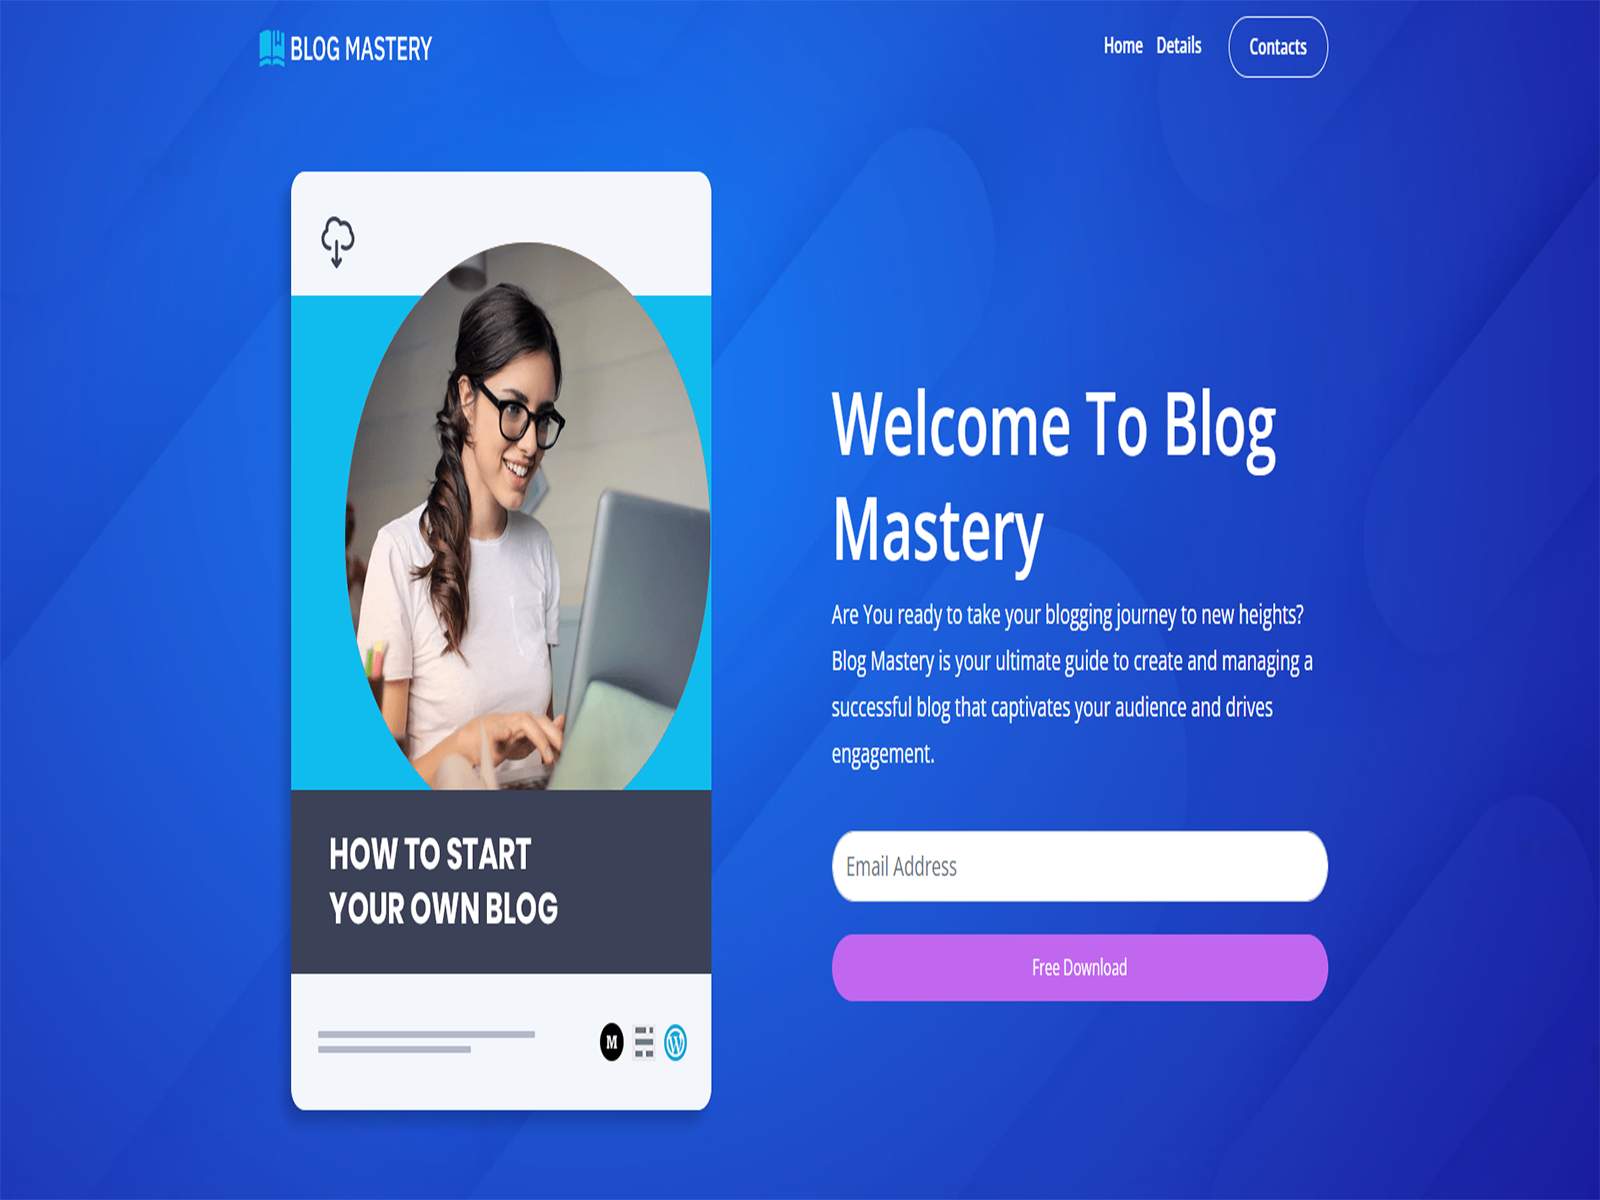 BLOG MASTERY
Home Details Contacts
HOW TO START
YOUR OWN BLOG
M
W
Welcome To Blog
Mastery
Are You ready to take your blogging journey to new heights?
Blog Mastery is your ultimate guide to create and managing a
successful blog that captivates your audience and drives
engagement.
Email Address
Free Download